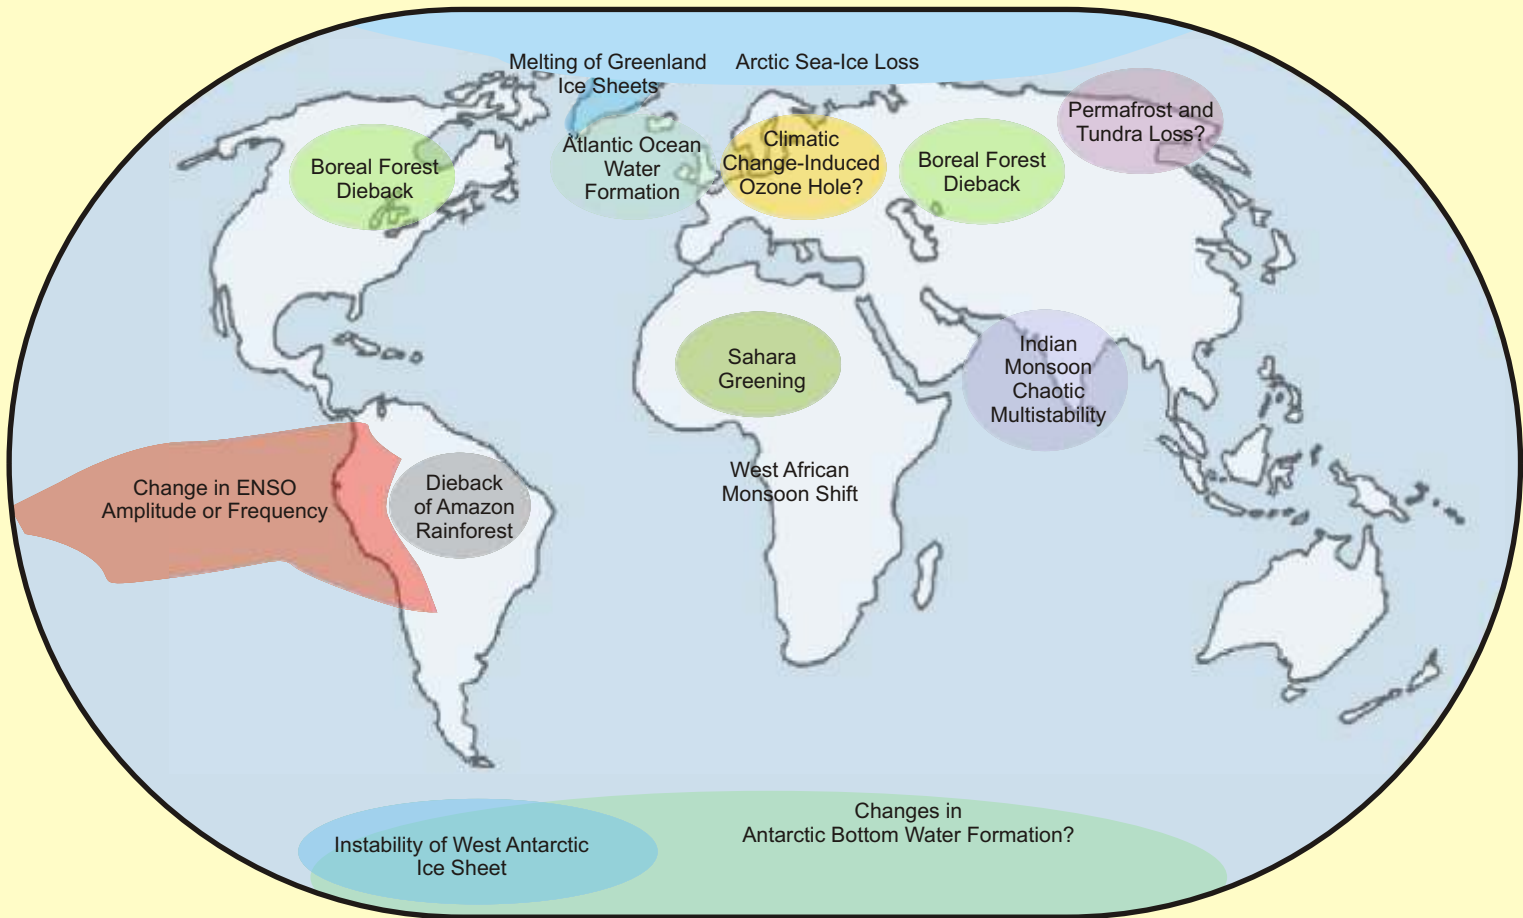 Melting of Greenland
Ice Sheets
Arctic Sea-Ice Loss
Permafrost and
Tundra Loss?
Boreal Forest
Dieback
Atlantic Ocean
Water
Formation
Climatic
Change-Induced
Ozone Hole?
Boreal Forest
Dieback
Sahara
Greening
Indian
Monsoon
Chaotic
Multistability
West African
Monsoon Shift
Change in ENSO
Amplitude or Frequency
Dieback
of Amazon
Rainforest
Changes in
Antarctic Bottom Water Formation?
Instability of West Antarctic
Ice Sheet